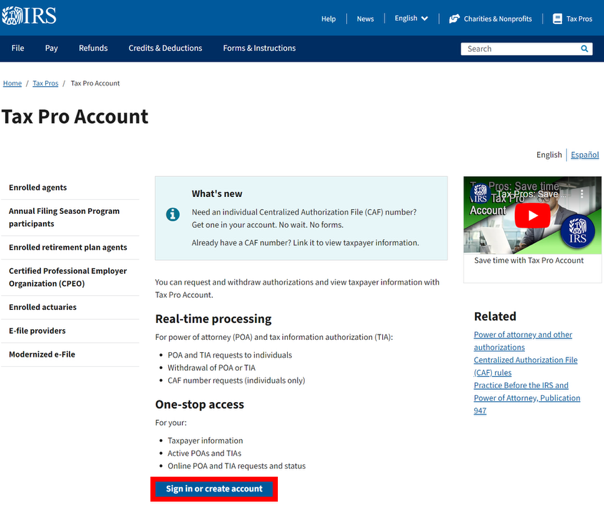 IRS
Help
News
English
Charities & Nonprofits
Tax Pros
File
Pay
Refunds
Credits & Deductions
Forms & Instructions
Search
Home / Tax Pros / Tax Pro Account
Tax Pro Account
English
Español
Enrolled agents
Annual Filing Season Program
participants
Enrolled retirement plan agents
Certified Professional Employer
Organization (CPEO)
Enrolled actuaries
E-file providers
Modernized e-File
What's new
Need an individual Centralized Authorization File (CAF) number?
Get one in your account. No wait. No forms.
Already have a CAF number? Link it to view taxpayer information.
You can request and withdraw authorizations and view taxpayer information with
Tax Pro Account.
Real-time processing
For power of attorney (POA) and tax information authorization (TIA):
POA and TIA requests to individuals
Withdrawal of POA or TIA
CAF number requests (individuals only)
One-stop access
For your:
Taxpayer information
Active POAs and TIAs
Online POA and TIA requests and status
Sign in or create account
Tax Pros: Save time
Tax Pros: Save
IRS
Tax Pro
Account
IRS
Save time with Tax Pro Account
Related
Power of attorney and other
authorizations
Centralized Authorization File
(CAF) rules
Practice Before the IRS and
Power of Attorney, Publication
947